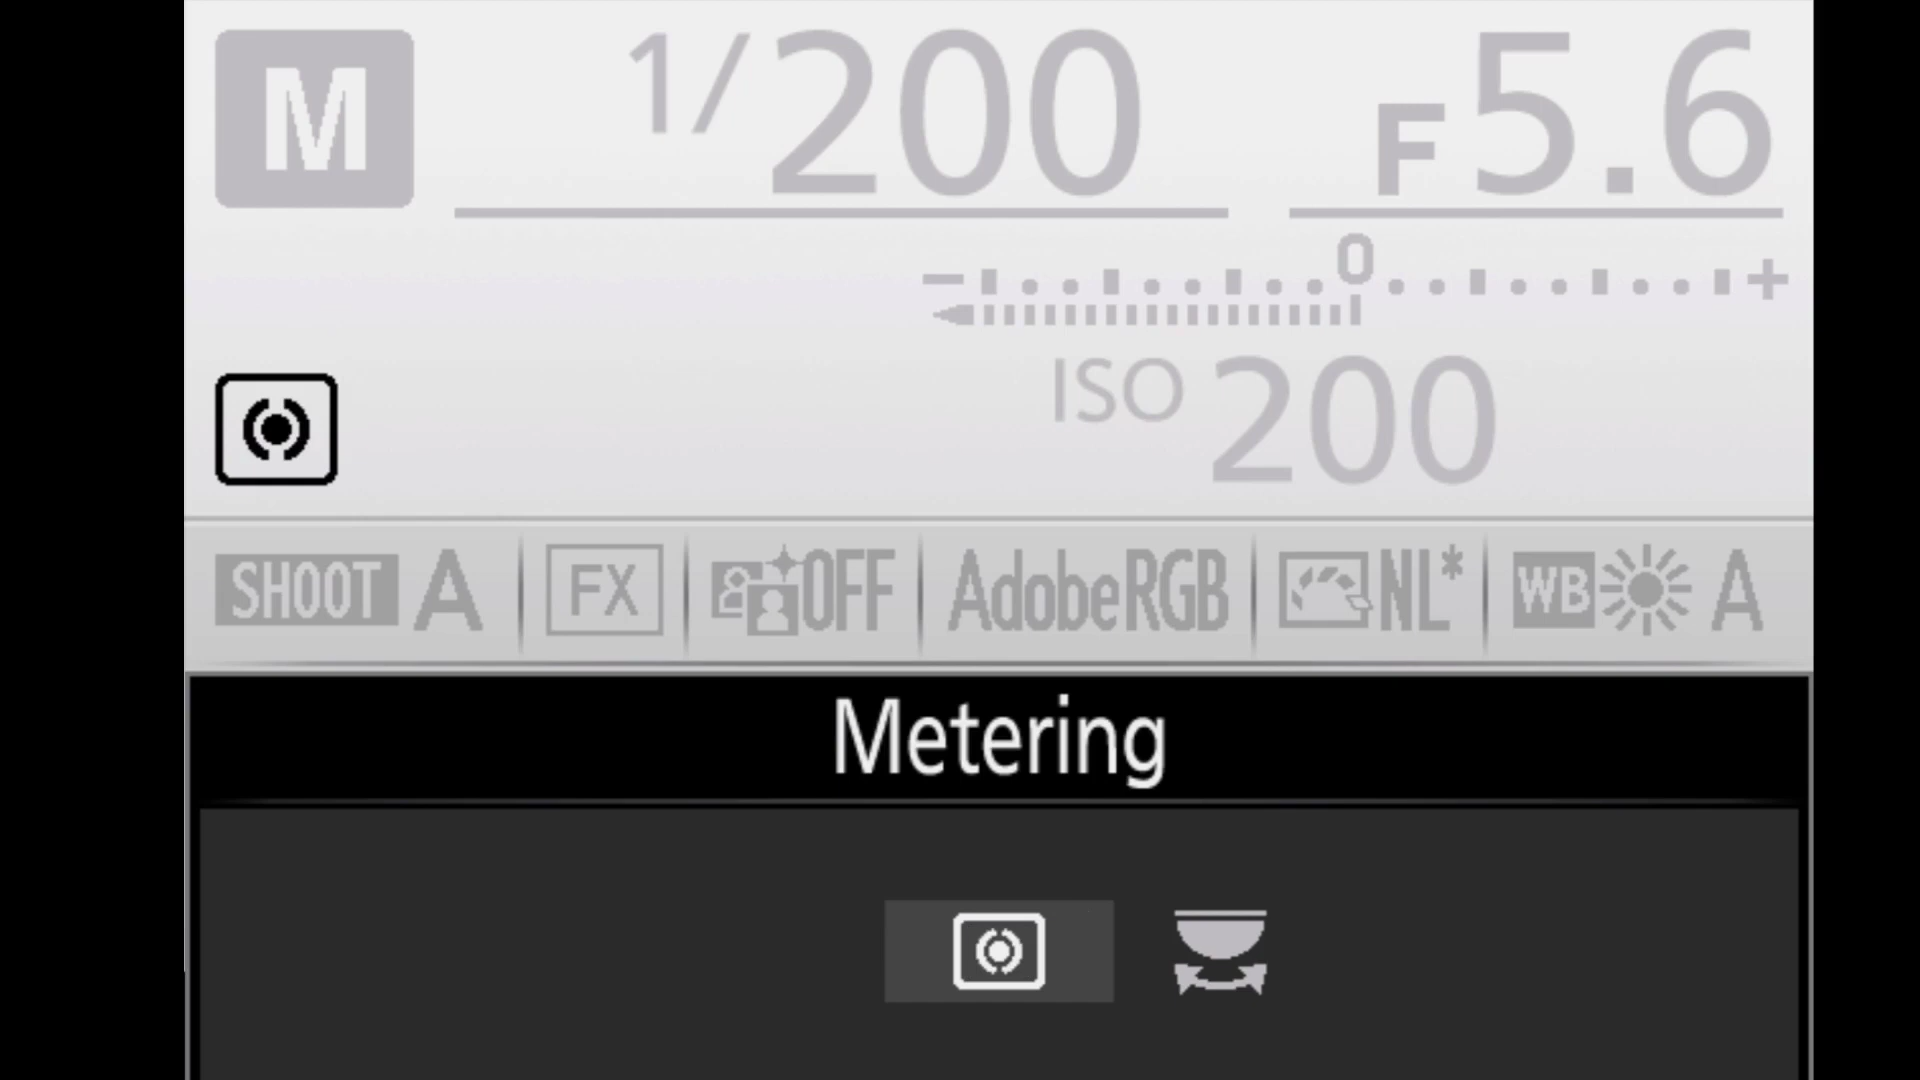 M 1/200 F5.6
− 0 +
ISO 200
SHOOT A FX OFF AdobeRGB NL* WB A
Metering